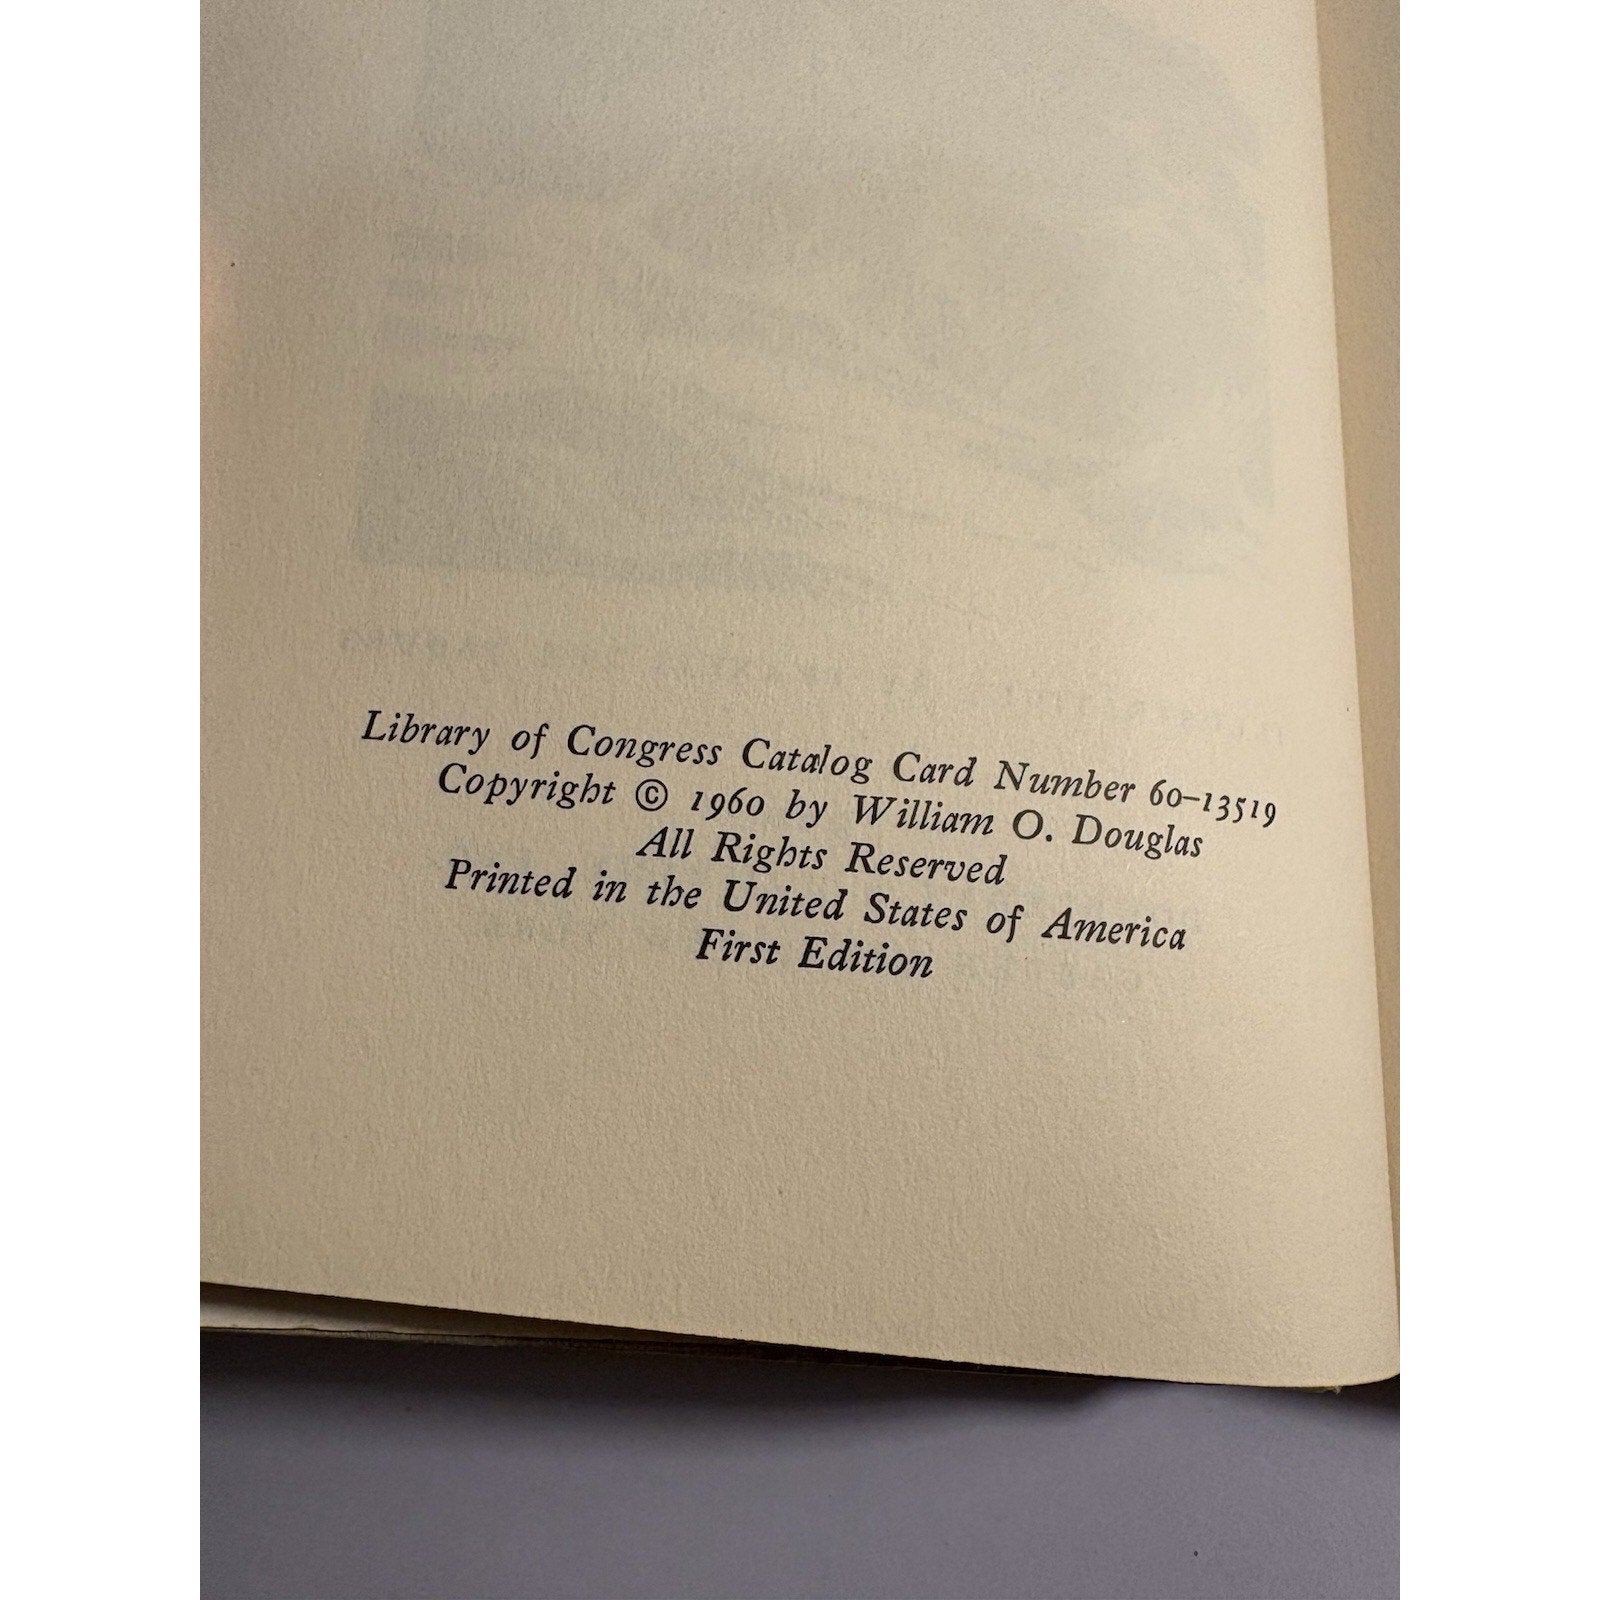 Library of Congress Catalog Card Number 60–13519
Copyright © 1960 by William O. Douglas
All Rights Reserved
Printed in the United States of America
First Edition